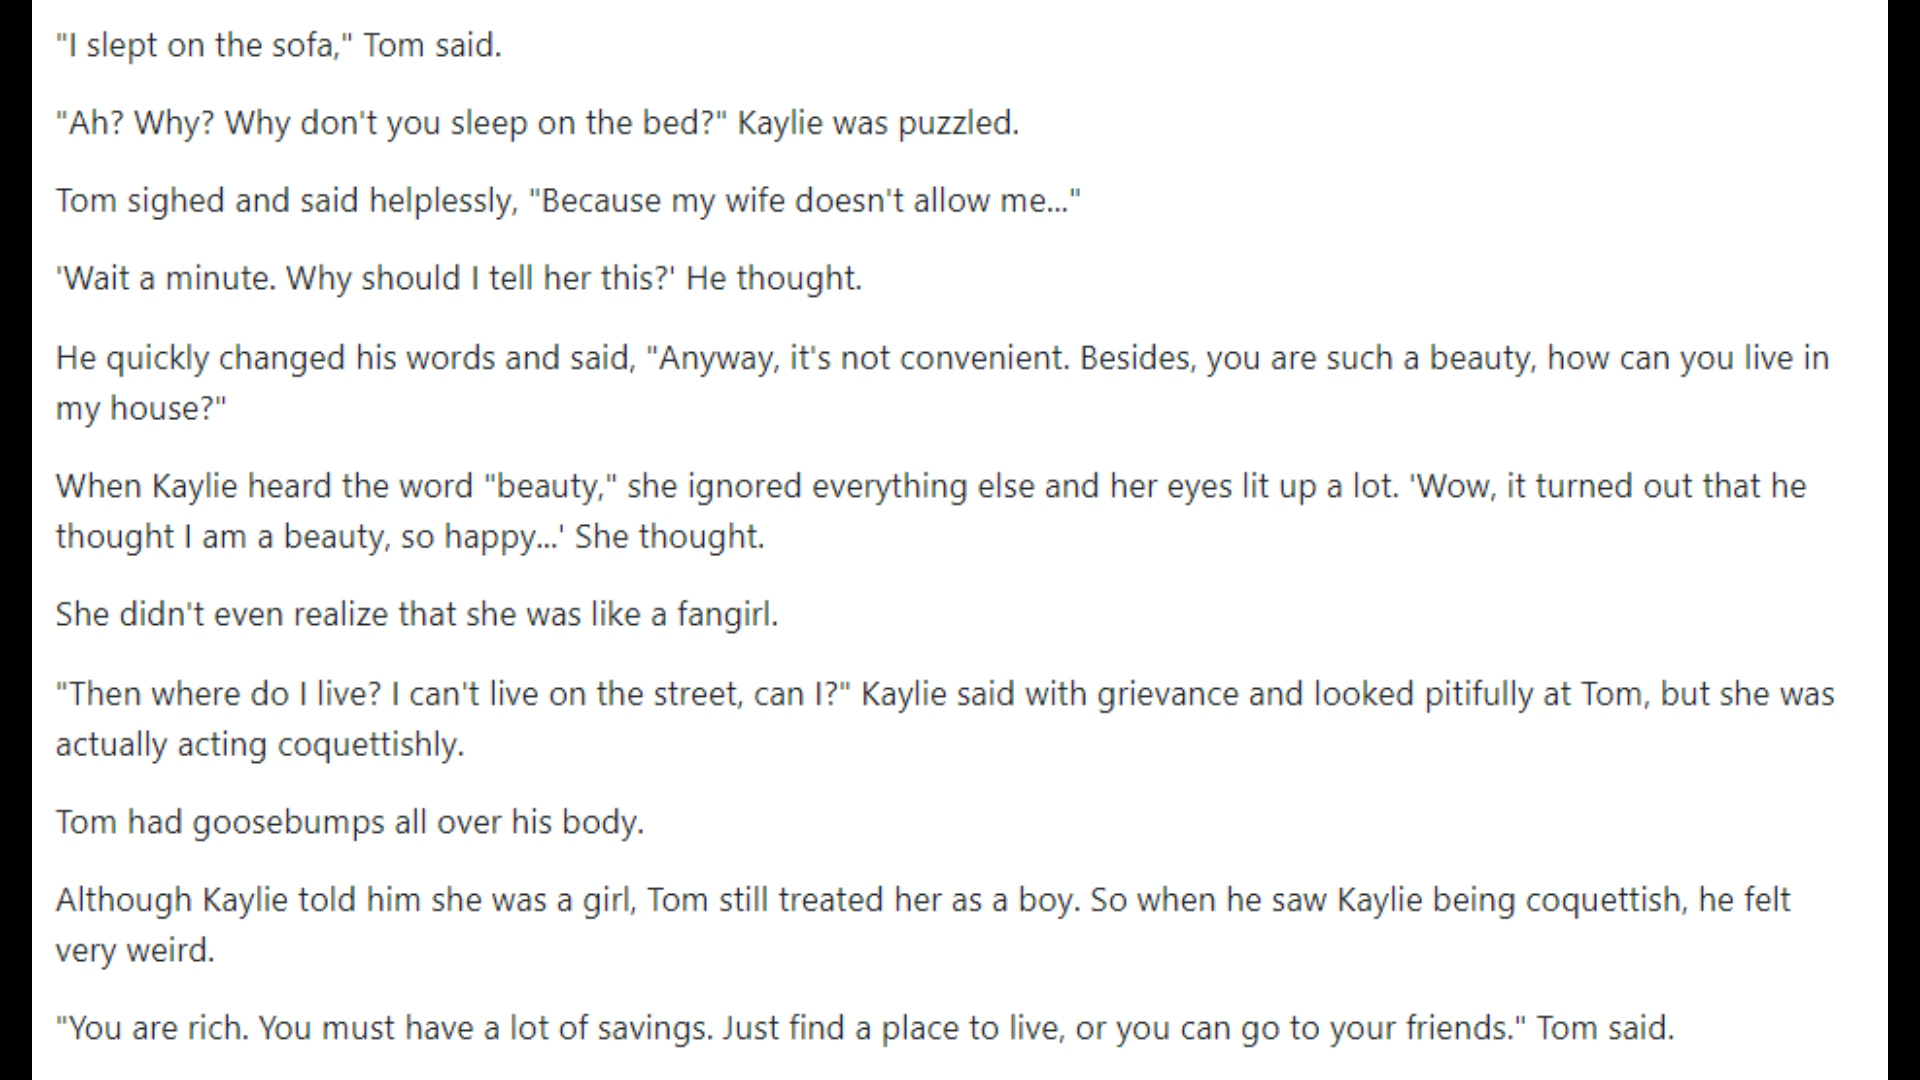 "I slept on the sofa," Tom said.
"Ah? Why? Why don't you sleep on the bed?" Kaylie was puzzled.
Tom sighed and said helplessly, "Because my wife doesn't allow me..."
'Wait a minute. Why should I tell her this?' He thought.
He quickly changed his words and said, "Anyway, it's not convenient. Besides, you are such a beauty, how can you live in
my house?"
When Kaylie heard the word "beauty," she ignored everything else and her eyes lit up a lot. 'Wow, it turned out that he
thought I am a beauty, so happy...' She thought.
She didn't even realize that she was like a fangirl.
"Then where do I live? I can't live on the street, can I?" Kaylie said with grievance and looked pitifully at Tom, but she was
actually acting coquettishly.
Tom had goosebumps all over his body.
Although Kaylie told him she was a girl, Tom still treated her as a boy. So when he saw Kaylie being coquettish, he felt
very weird.
"You are rich. You must have a lot of savings. Just find a place to live, or you can go to your friends." Tom said.